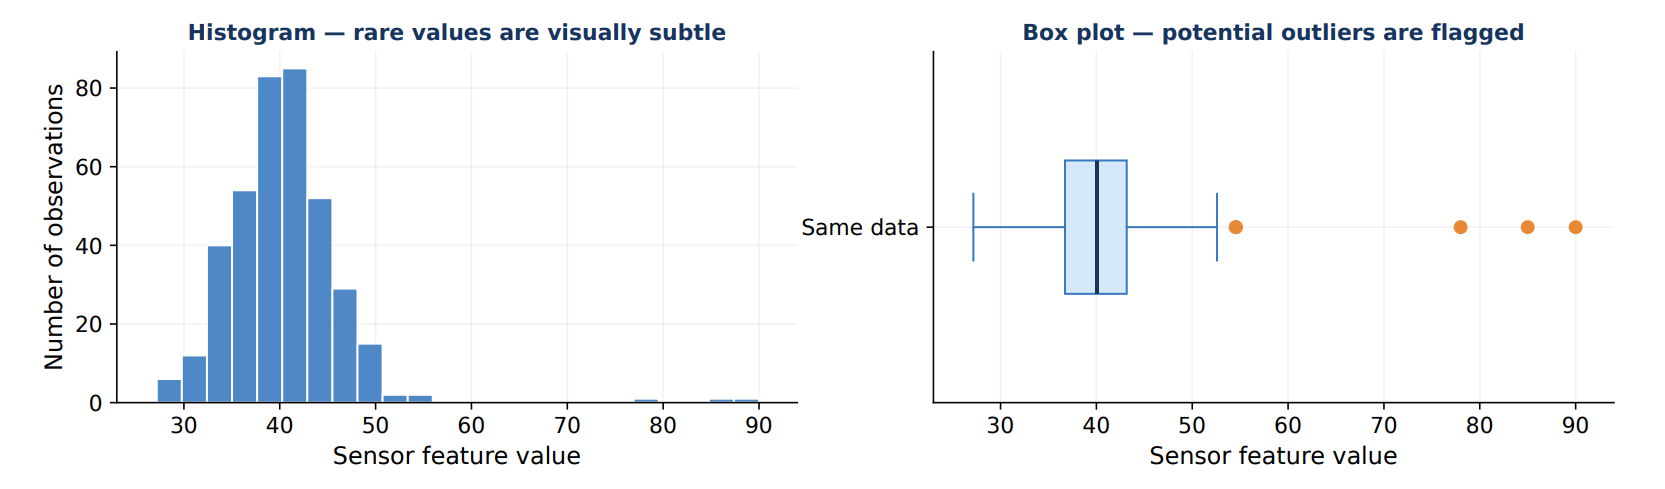 Histogram — rare values are visually subtle
Number of observations
80
60
40
20
0
30 40 50 60 70 80 90
Sensor feature value
Box plot — potential outliers are flagged
Same data
30 40 50 60 70 80 90
Sensor feature value